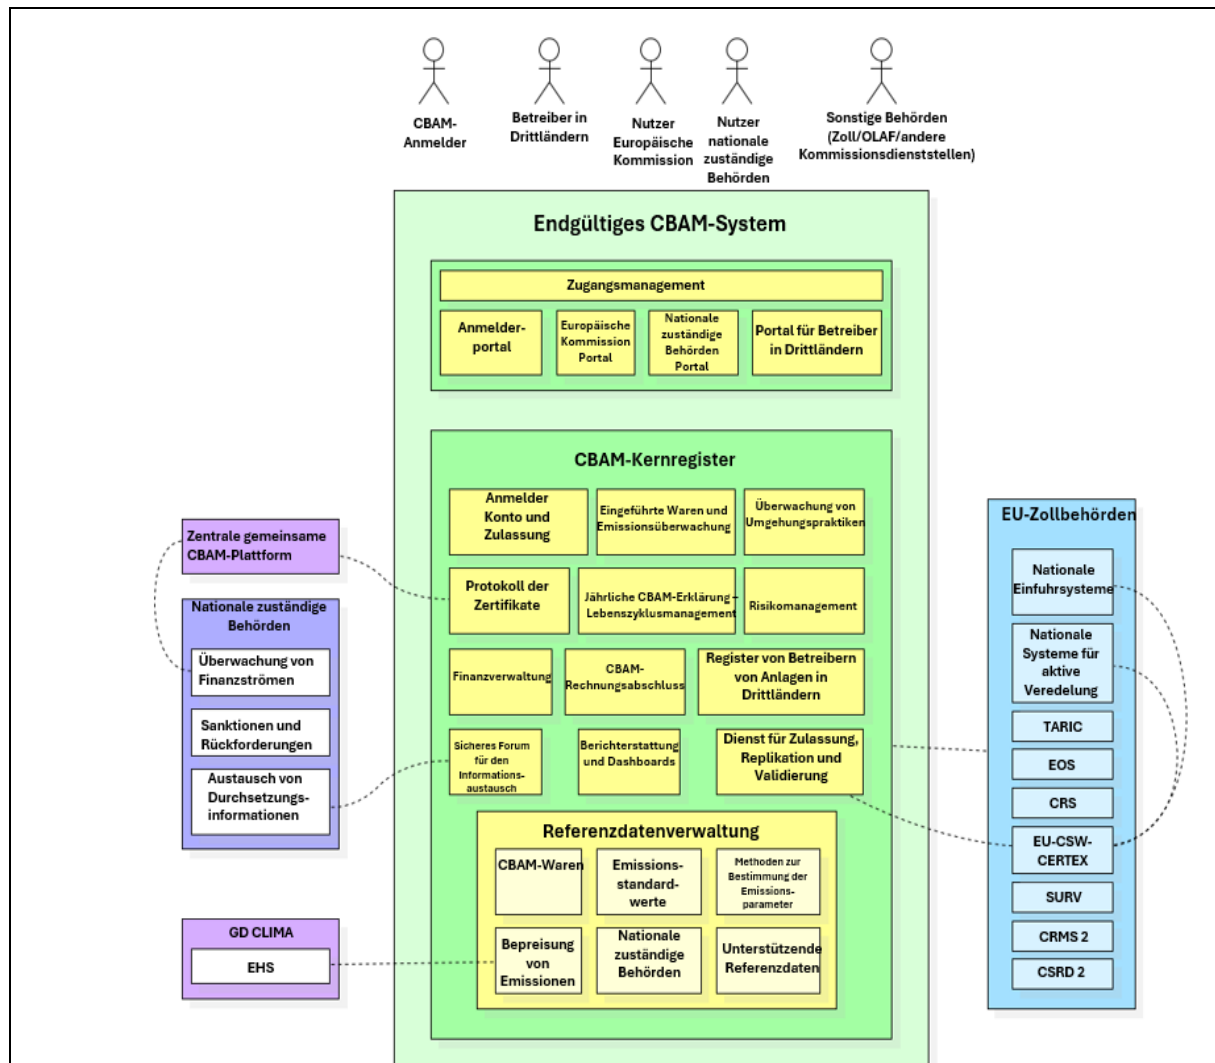 CBAM-
Anmelder
Betreiber in
Drittländern
Nutzer
Europäische
Kommission
Nutzer
nationale
zuständige
Behörden
Sonstige Behörden
(Zoll/OLAF/andere
Kommissionsdienststellen)
Endgültiges CBAM-System
Zugangsmanagement
Anmelder-
portal
Europäische
Kommission
Portal
Nationale
zuständige
Behörden
Portal
Portal für Betreiber
in Drittländern
CBAM-Kernregister
Anmelder
Konto und
Zulassung
Eingeführte Waren und
Emissionsüberwachung
Überwachung von
Umgehungspraktiken
Protokoll der
Zertifikate
Jährliche CBAM-Erklärung –
Lebenszyklusmanagement
Risikomanagement
Finanzverwaltung
CBAM-
Rechnungsabschluss
Register von Betreibern
von Anlagen in
Drittländern
Sicheres Forum
für den
Informations-
austausch
Berichterstattung
und Dashboards
Dienst für Zulassung,
Replikation und
Validierung
Referenzdatenverwaltung
CBAM-Waren
Emissions-
standard-
werte
Methoden zur
Bestimmung der
Emissions-
parameter
Bepreisung
von
Emissionen
Nationale
zuständige
Behörden
Unterstützende
Referenzdaten
Zentrale gemeinsame
CBAM-Plattform
Nationale zuständige
Behörden
Überwachung von
Finanzströmen
Sanktionen und
Rückforderungen
Austausch von
Durchsetzungs-
informationen
GD CLIMA
EHS
EU-Zollbehörden
Nationale
Einfuhrsysteme
Nationale
Systeme für
aktive
Veredelung
TARIC
EOS
CRS
EU-CSW-
CERTEX
SURV
CRMS 2
CSRD 2